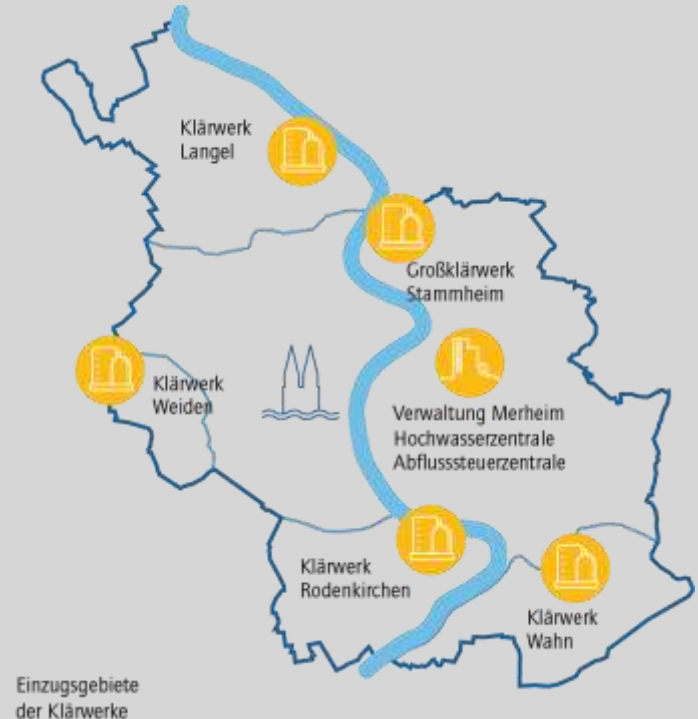 Klärwerk
Langel
Großklärwerk
Stammheim
Klärwerk
Weiden
Verwaltung Merheim
Hochwasserzentrale
Abflusssteuerzentrale
Klärwerk
Rodenkirchen
Klärwerk
Wahn
Einzugsgebiete
der Klärwerke